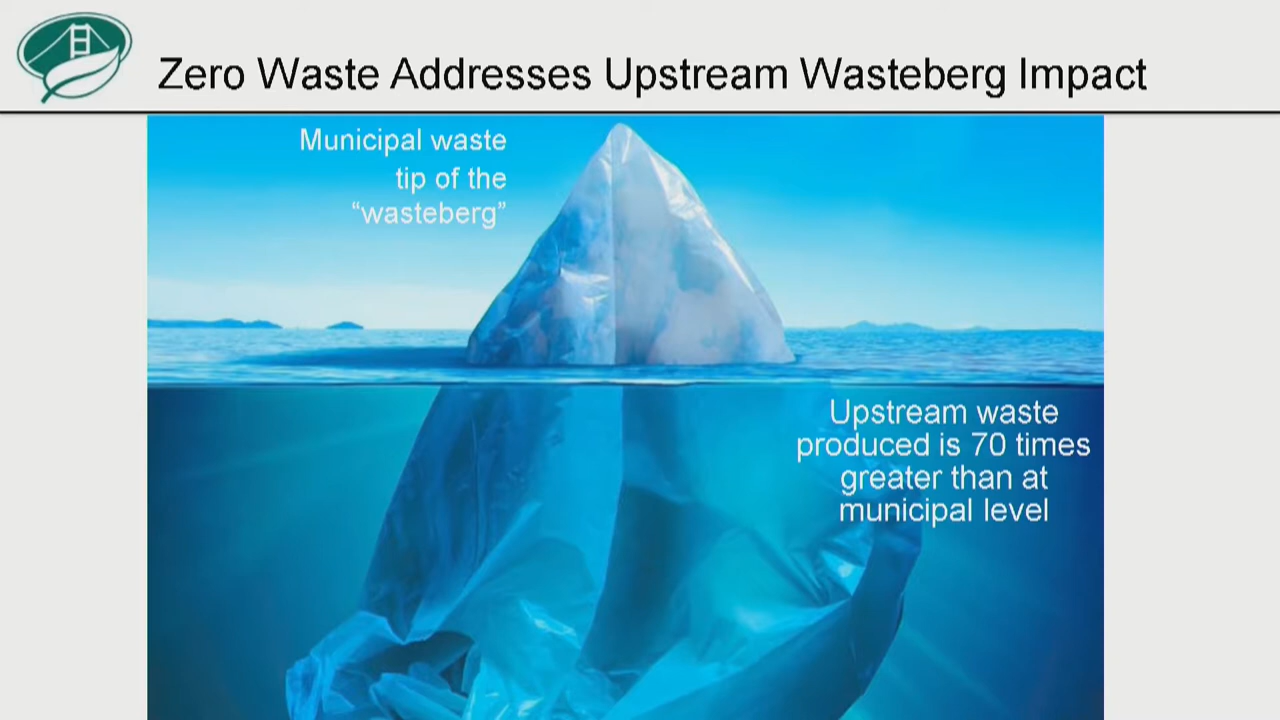 Zero Waste Addresses Upstream Wasteberg Impact
Municipal waste
tip of the
“wasteberg”
Upstream waste
produced is 70 times
greater than at
municipal level